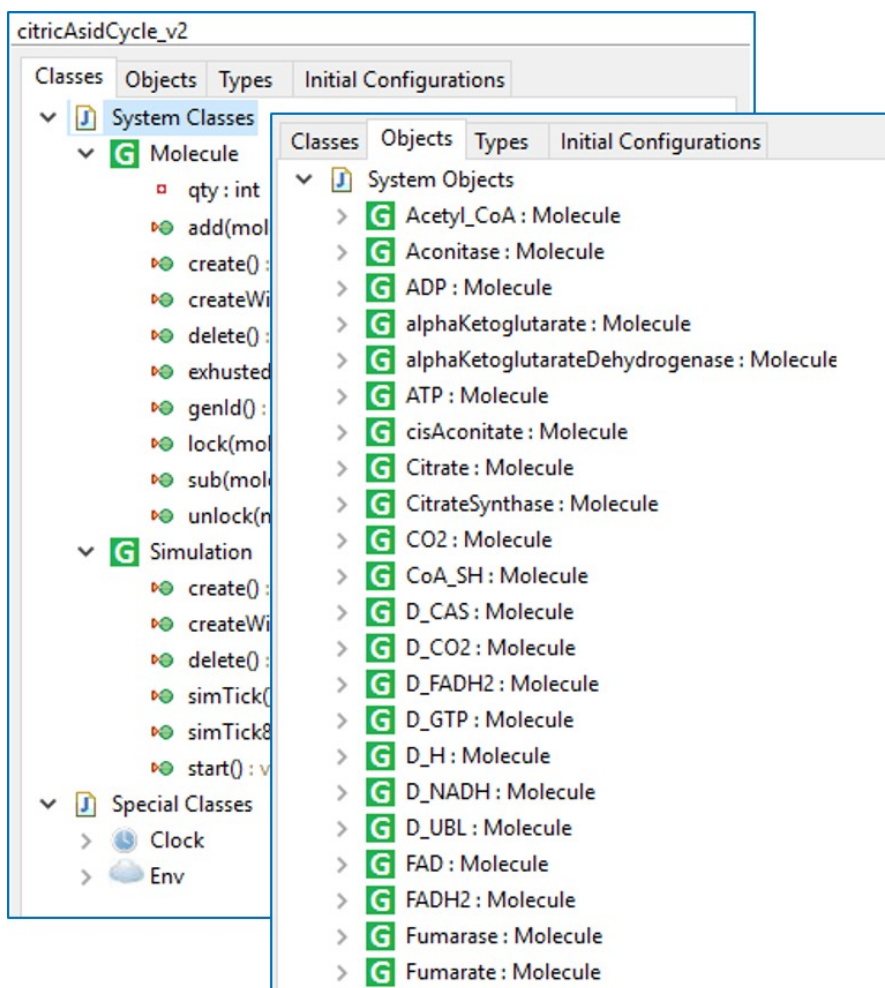 citricAsidCycle_v2
Classes Objects Types Initial Configurations
System Classes
Molecule
qty : int
add(mol
create() :
createWi
delete() :
exhusted
genId() :
lock(mol
sub(mole
unlock(n
Simulation
create() :
createWi
delete() :
simTick(
simTick8
start() : v
Special Classes
Clock
Env
Classes Objects Types Initial Configurations
System Objects
Acetyl_CoA : Molecule
Aconitase : Molecule
ADP : Molecule
alphaKetoglutarate : Molecule
alphaKetoglutarateDehydrogenase : Molecule
ATP : Molecule
cisAconitate : Molecule
Citrate : Molecule
CitrateSynthase : Molecule
CO2 : Molecule
CoA_SH : Molecule
D_CAS : Molecule
D_CO2 : Molecule
D_FADH2 : Molecule
D_GTP : Molecule
D_H : Molecule
D_NADH : Molecule
D_UBL : Molecule
FAD : Molecule
FADH2 : Molecule
Fumarase : Molecule
Fumarate : Molecule